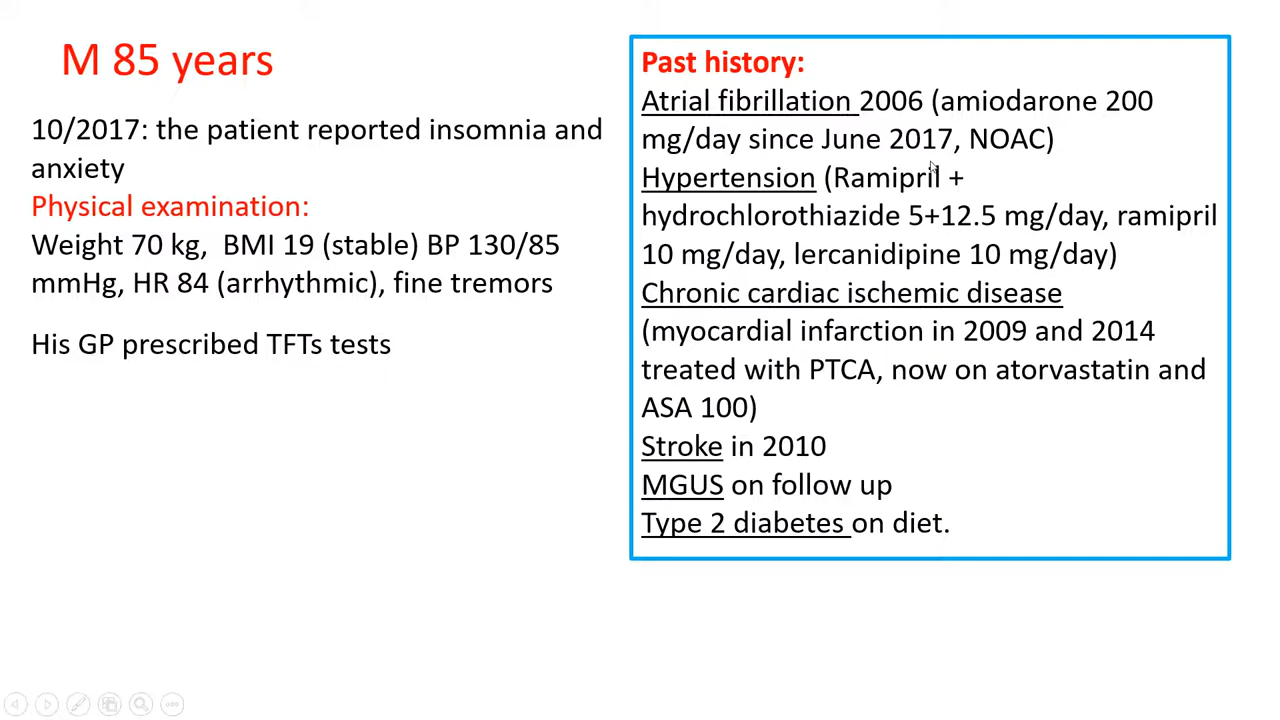 M 85 years
10/2017: the patient reported insomnia and
anxiety
Physical examination:
Weight 70 kg,  BMI 19 (stable) BP 130/85
mmHg, HR 84 (arrhythmic), fine tremors
His GP prescribed TFTs tests
Past history:
Atrial fibrillation 2006 (amiodarone 200
mg/day since June 2017, NOAC)
Hypertension (Ramipril +
hydrochlorothiazide 5+12.5 mg/day, ramipril
10 mg/day, lercanidipine 10 mg/day)
Chronic cardiac ischemic disease
(myocardial infarction in 2009 and 2014
treated with PTCA, now on atorvastatin and
ASA 100)
Stroke in 2010
MGUS on follow up
Type 2 diabetes on diet.